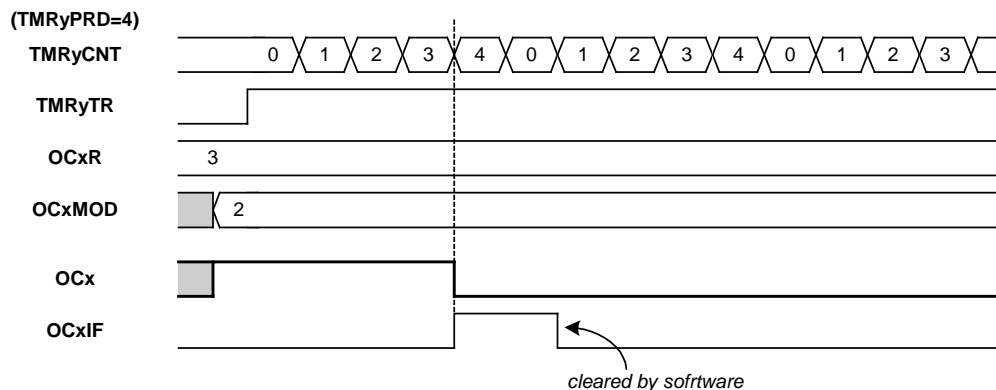 (TMRyPRD=4)
TMRyCNT 0 1 2 3 4 0 1 2 3 4 0 1 2 3
TMRyTR
OCxR 3
OCxMOD 2
OCx
OCxIF
cleared by sofrtware